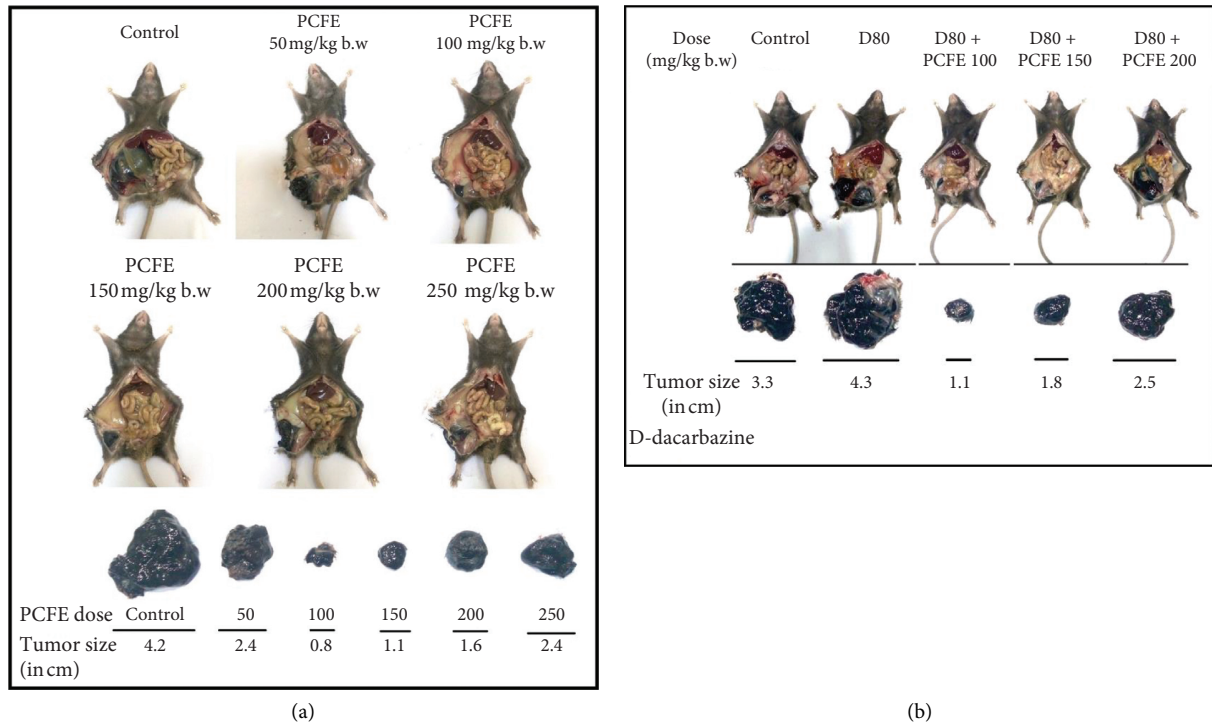 Control
PCFE
50 mg/kg b.w
PCFE
100 mg/kg b.w
PCFE
150 mg/kg b.w
PCFE
200 mg/kg b.w
PCFE
250 mg/kg b.w
PCFE dose Control 50 100 150 200 250
Tumor size 4.2 2.4 0.8 1.1 1.6 2.4
(in cm)
(a)
Dose
(mg/kg b.w)
Control
D80
D80 +
PCFE 100
D80 +
PCFE 150
D80 +
PCFE 200
Tumor size 3.3 4.3 1.1 1.8 2.5
(in cm)
D-dacarbazine
(b)